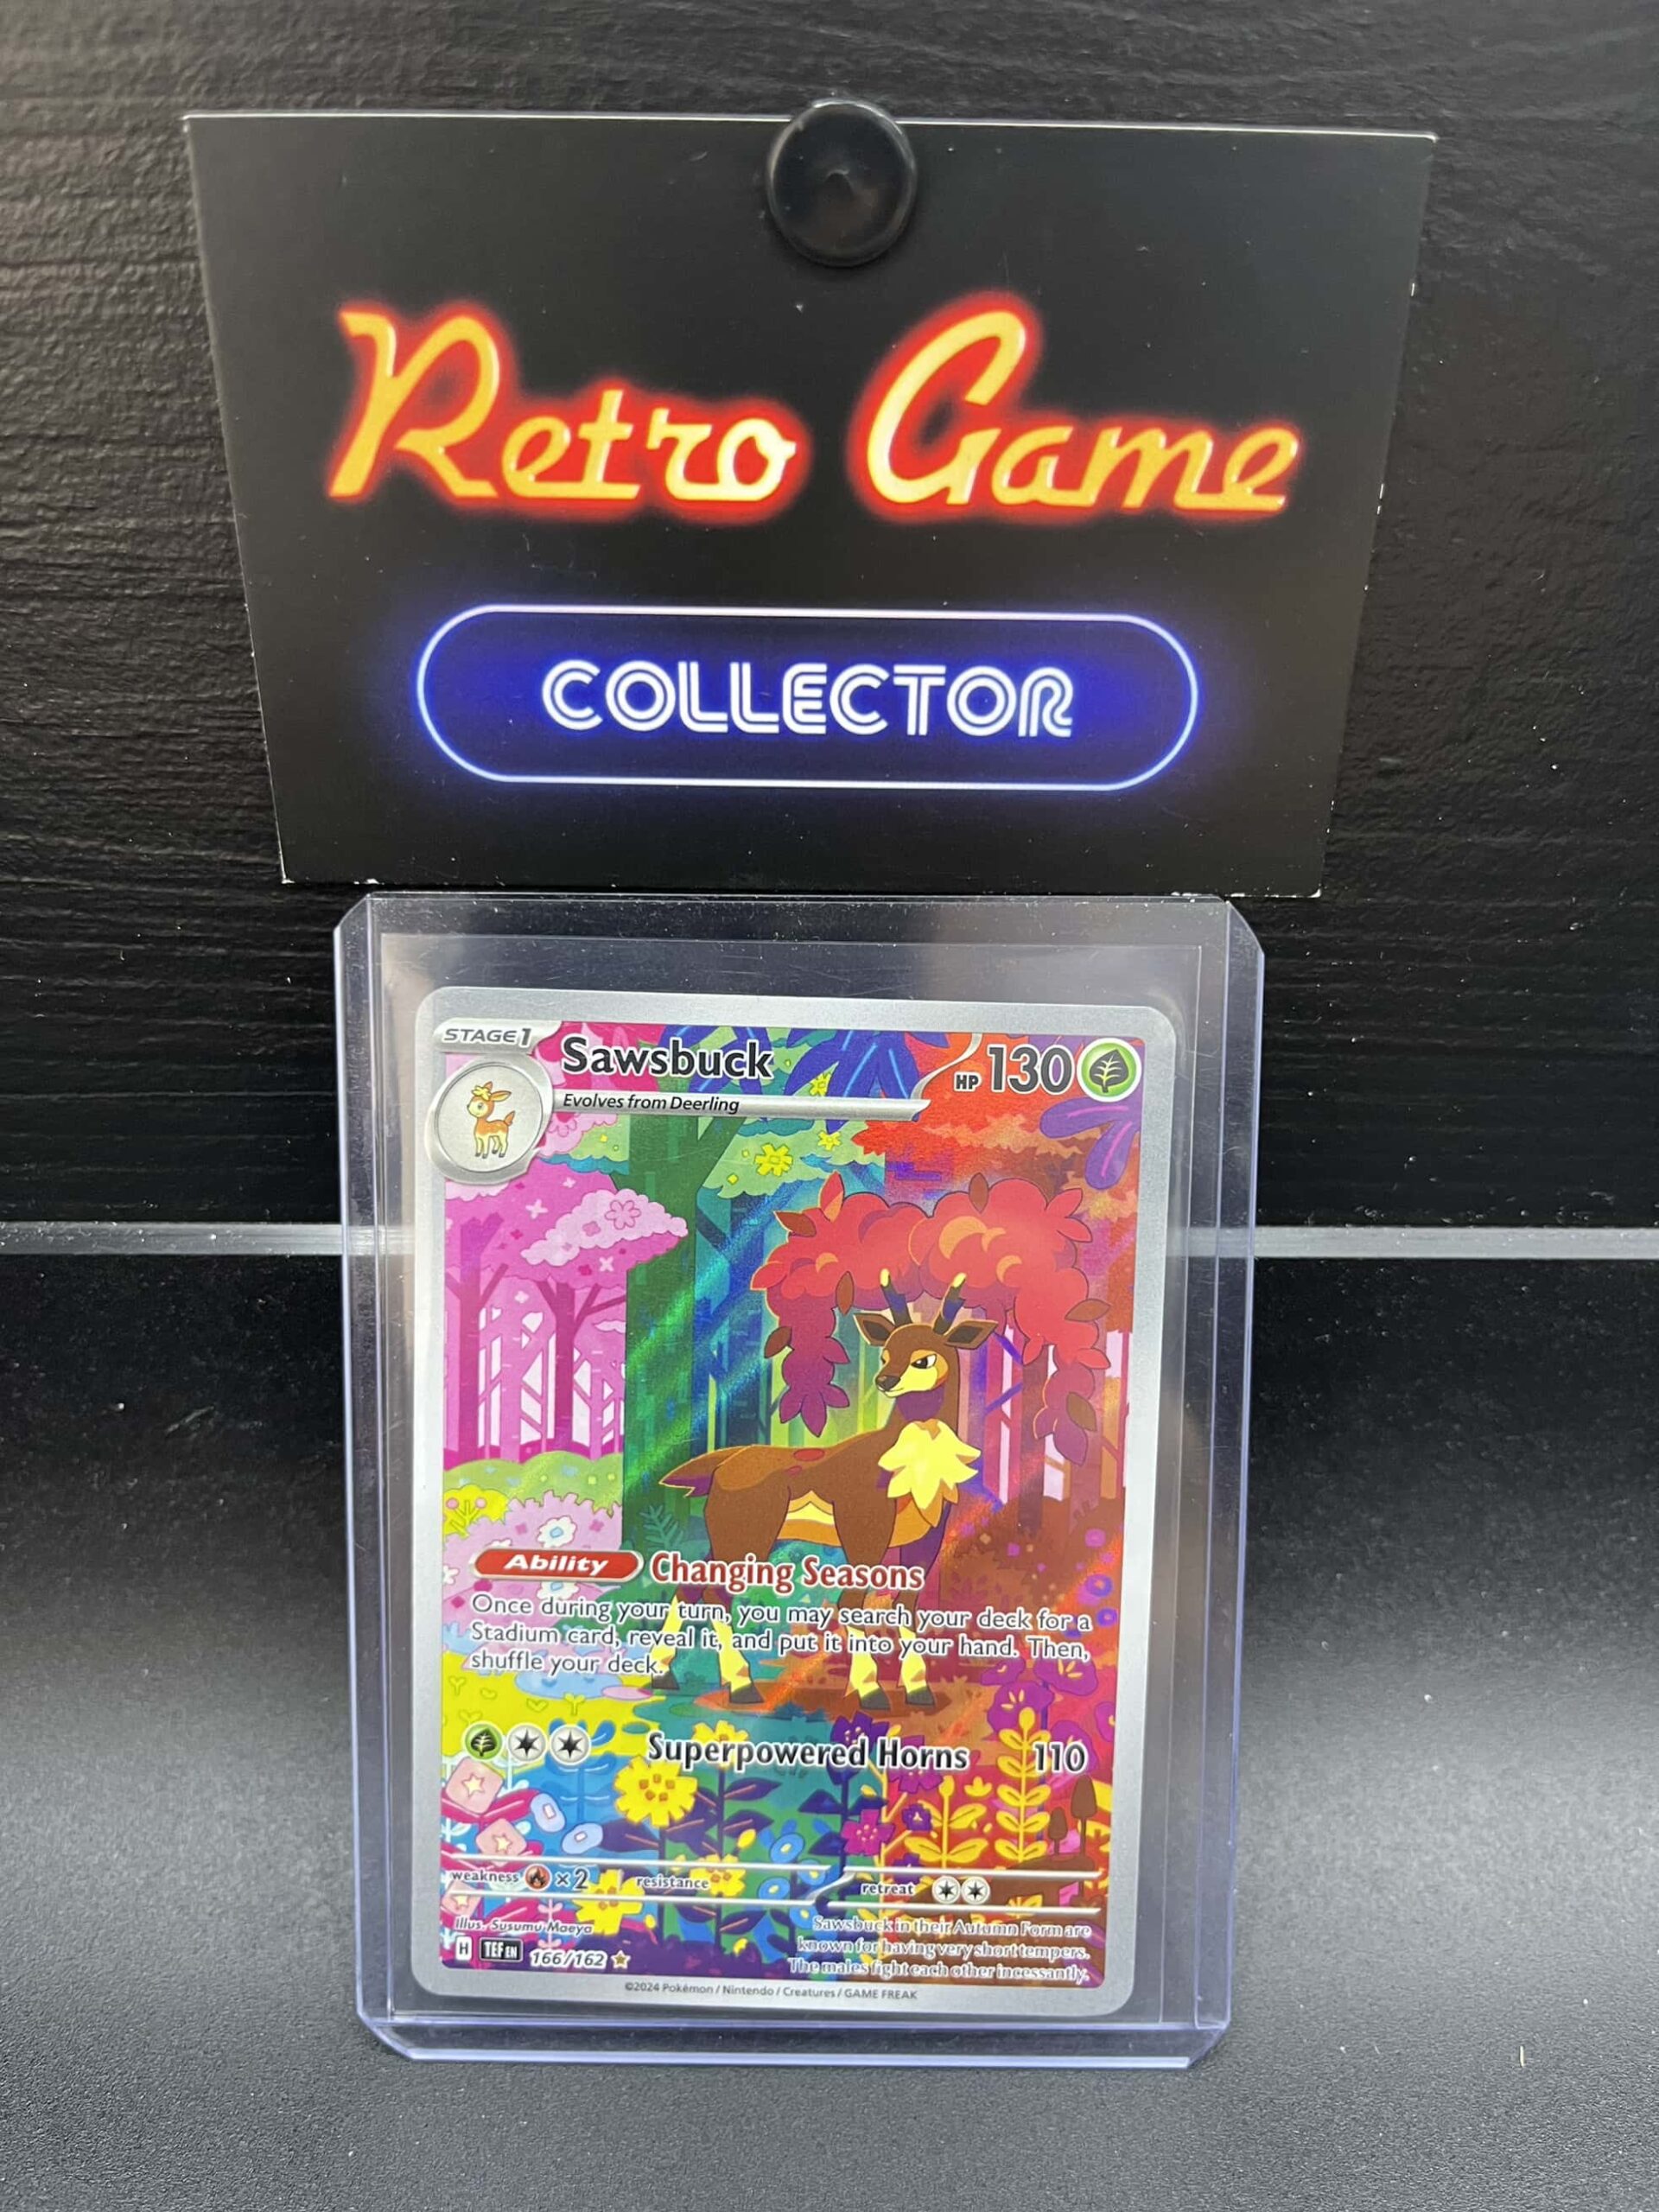 Retro Game
COLLECTOR
STAGE1
Sawsbuck
HP 130
Evolves from Deerling
Ability Changing Seasons
Once during your turn, you may search your deck for a
Stadium card, reveal it, and put it into your hand. Then,
shuffle your deck.
Superpowered Horns 110
weakness ×2 resistance retreat
Illus. Susumu Maeya
Sawsbuck in their Autumn Form are
known for having very short tempers.
The males fight each other incessantly.
H TEF EN 166/162
©2024 Pokémon / Nintendo / Creatures / GAME FREAK